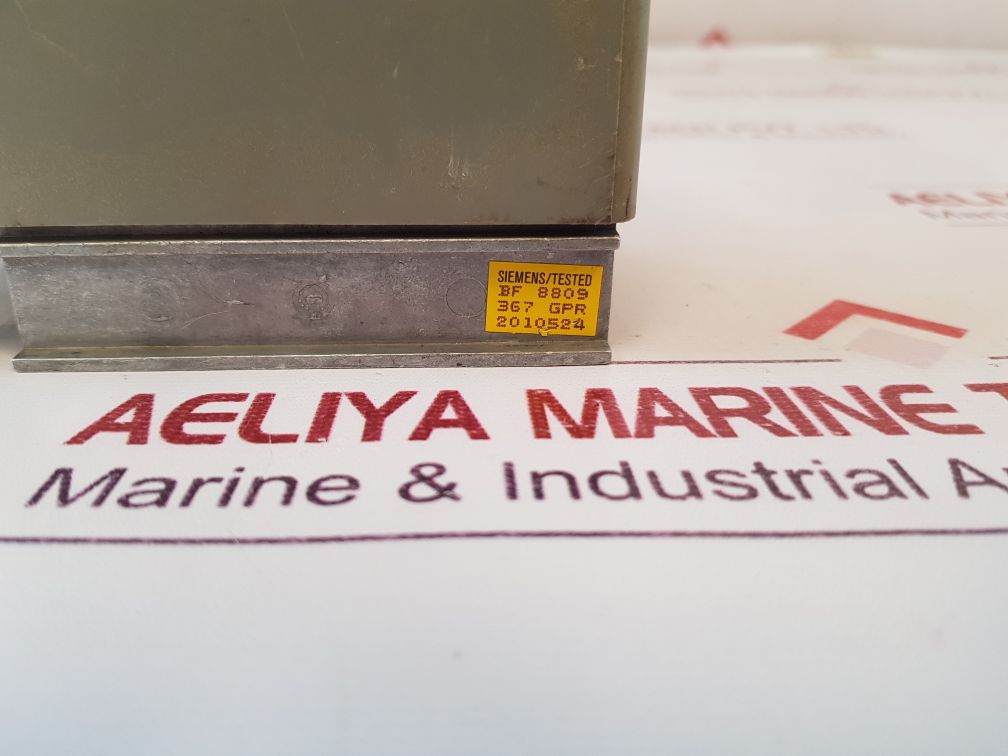 SIEMENS/TESTED
BF 8809
367 GPR
2010524
AELIYA MARINE
Marine & Industrial